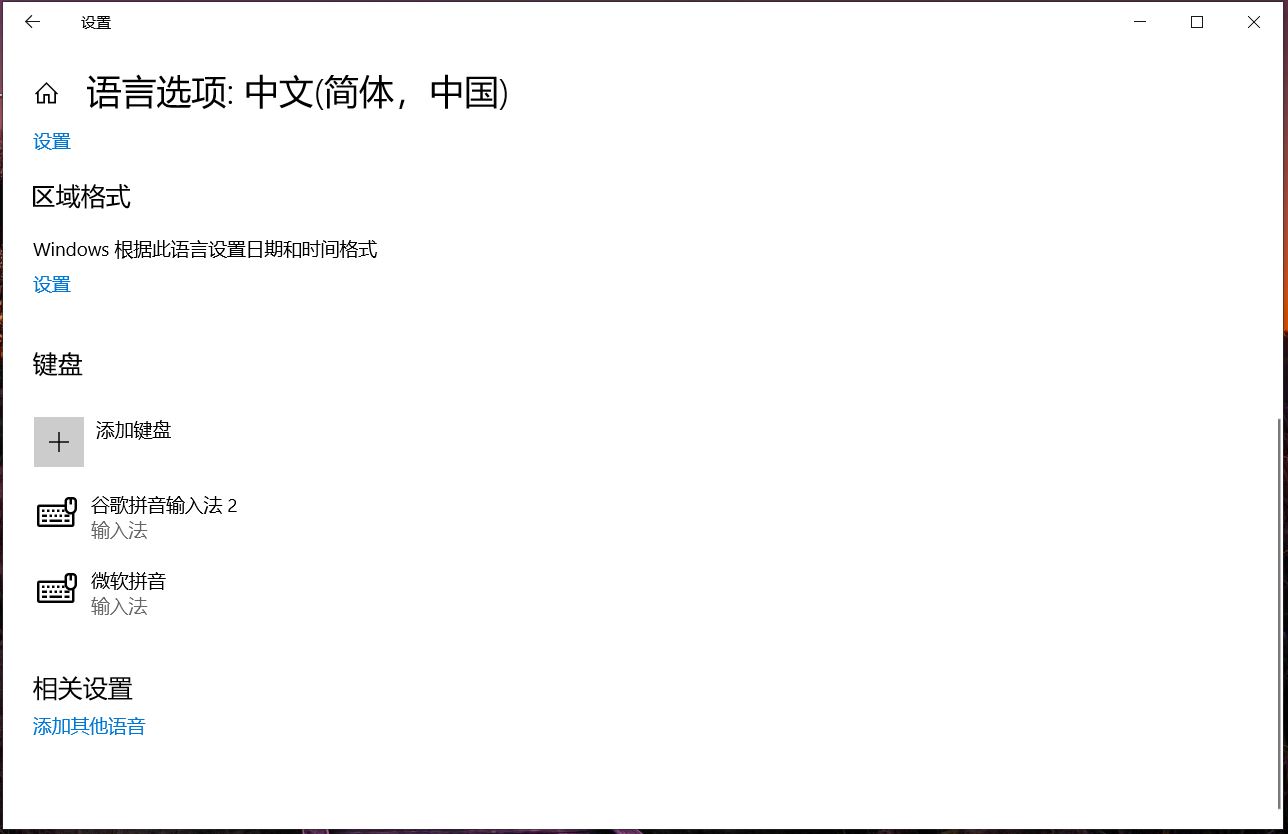 设置
语言选项: 中文(简体，中国)
设置
区域格式
Windows 根据此语言设置日期和时间格式
设置
键盘
添加键盘
谷歌拼音输入法 2
输入法
微软拼音
输入法
相关设置
添加其他语音